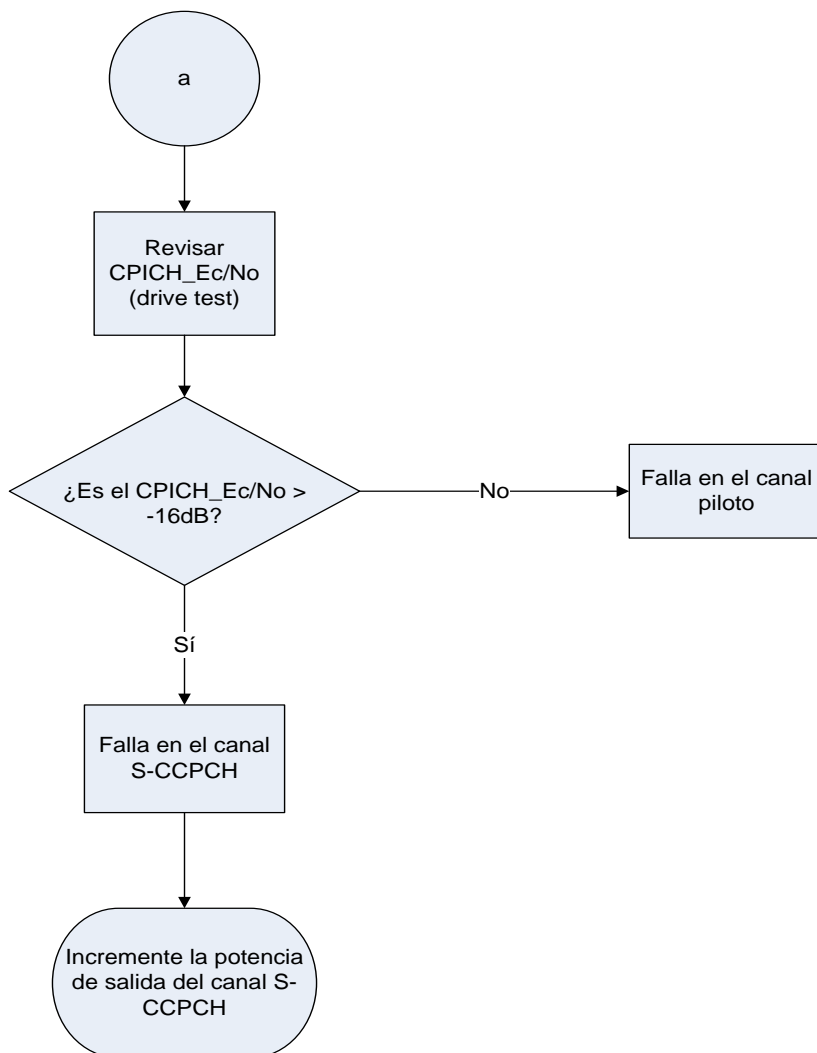 a
Revisar
CPICH_Ec/No
(drive test)
¿Es el CPICH_Ec/No >
-16dB?
No
Falla en el canal
piloto
Sí
Falla en el canal
S-CCPCH
Incremente la potencia
de salida del canal S-
CCPCH